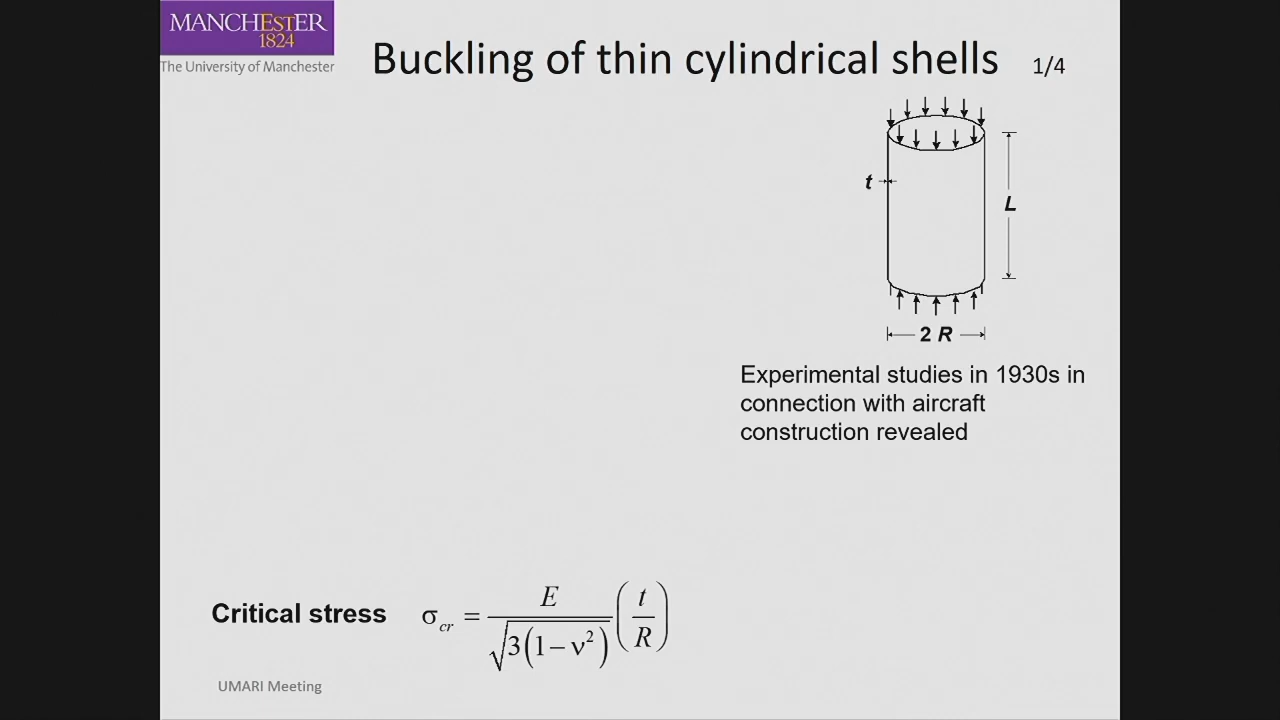 MANCHESTER
1824
The University of Manchester
Buckling of thin cylindrical shells 1/4
t
L
2 R
Experimental studies in 1930s in
connection with aircraft
construction revealed
Critical stress σcr = E / √3(1 − ν²) (t / R)
UMARI Meeting